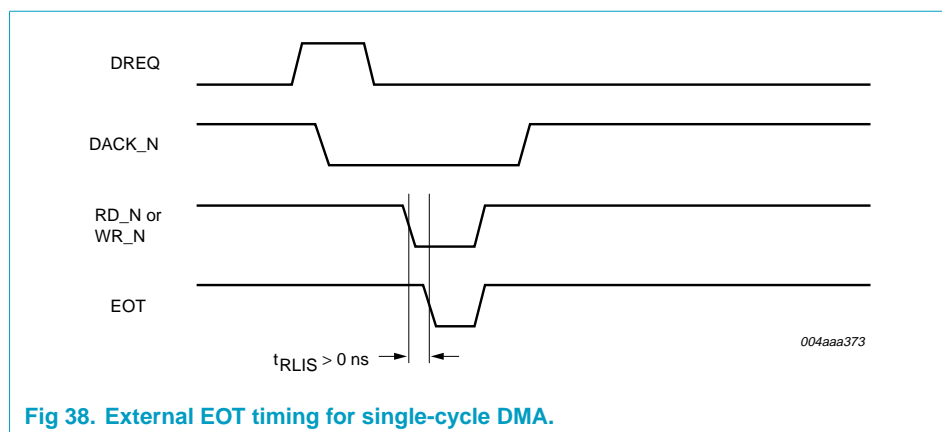 DREQ
DACK_N
RD_N or
WR_N
EOT
004aaa373
tRLIS > 0 ns
Fig 38. External EOT timing for single-cycle DMA.